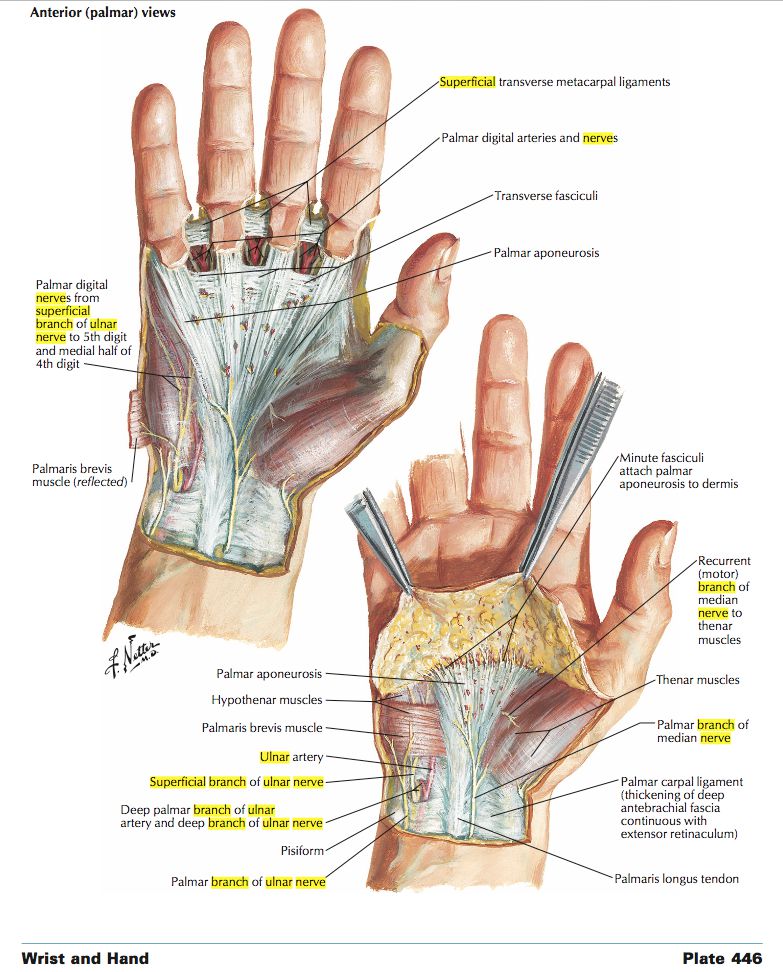 Anterior (palmar) views
Superficial transverse metacarpal ligaments
Palmar digital arteries and nerves
Transverse fasciculi
Palmar aponeurosis
Palmar digital
nerves from
superficial
branch of ulnar
nerve to 5th digit
and medial half of
4th digit
Palmaris brevis
muscle (reflected)
Minute fasciculi
attach palmar
aponeurosis to dermis
Recurrent
(motor)
branch of
median
nerve to
thenar
muscles
F. Netter
M.D.
Palmar aponeurosis
Hypothenar muscles
Palmaris brevis muscle
Ulnar artery
Superficial branch of ulnar nerve
Deep palmar branch of ulnar
artery and deep branch of ulnar nerve
Pisiform
Palmar branch of ulnar nerve
Thenar muscles
Palmar branch of
median nerve
Palmar carpal ligament
(thickening of deep
antebrachial fascia
continuous with
extensor retinaculum)
Palmaris longus tendon
Wrist and Hand
Plate 446